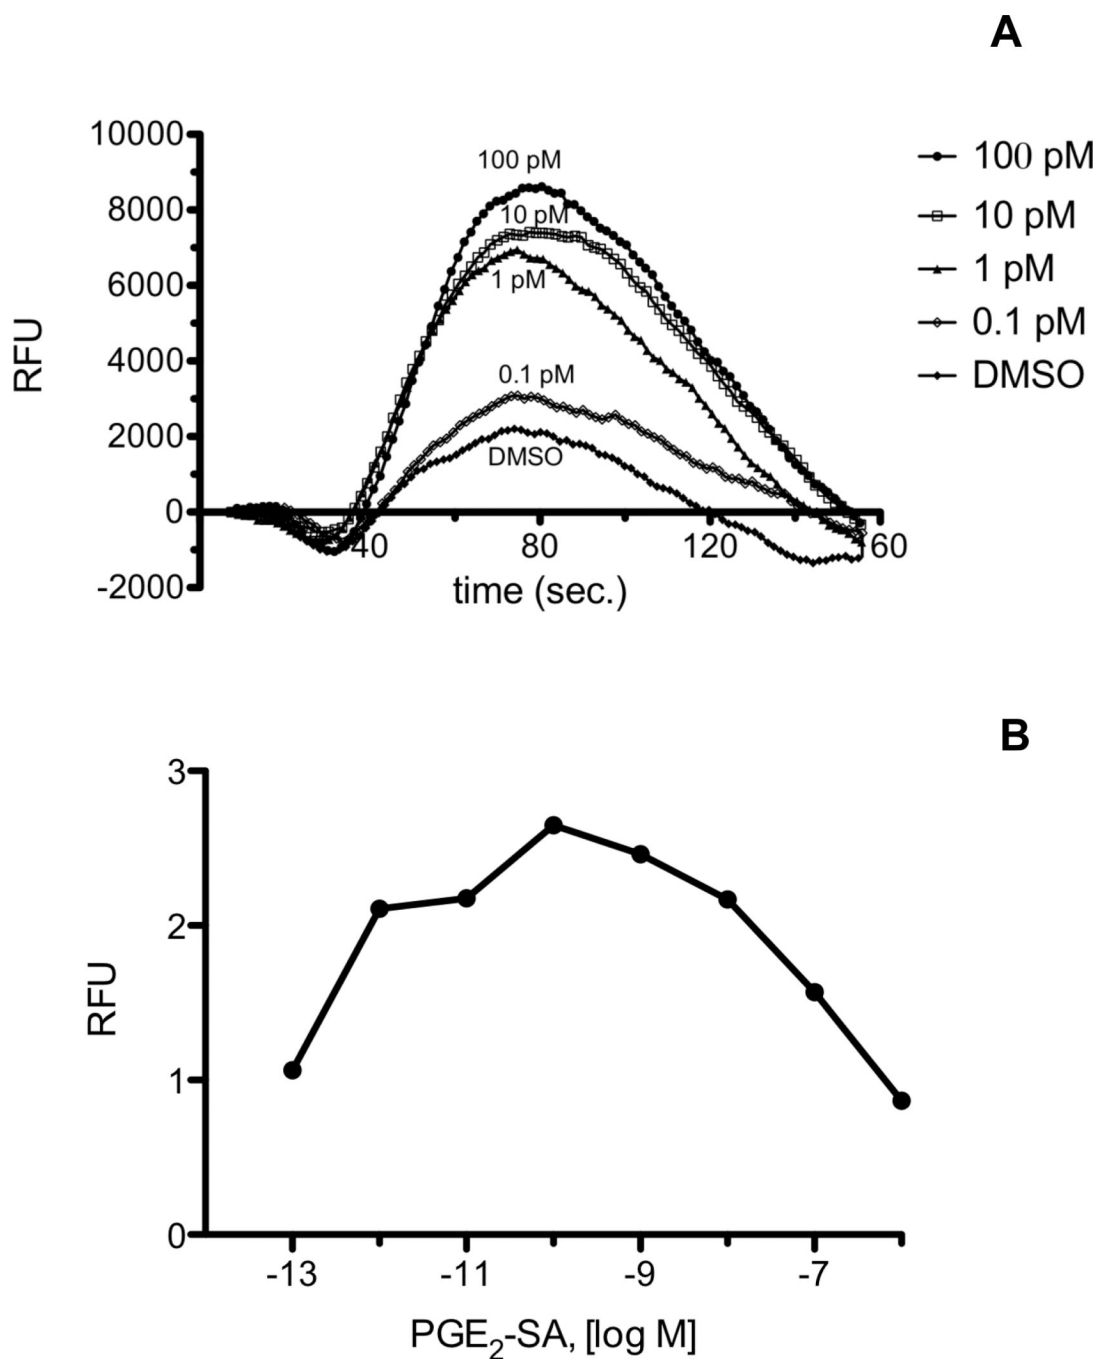 A
10000
8000
6000
4000
2000
0
-2000
RFU
100 pM
10 pM
1 pM
0.1 pM
DMSO
40
80
120
60
time (sec.)
100 pM
10 pM
1 pM
0.1 pM
DMSO
B
3
2
1
0
RFU
-13
-11
-9
-7
PGE₂-SA, [log M]